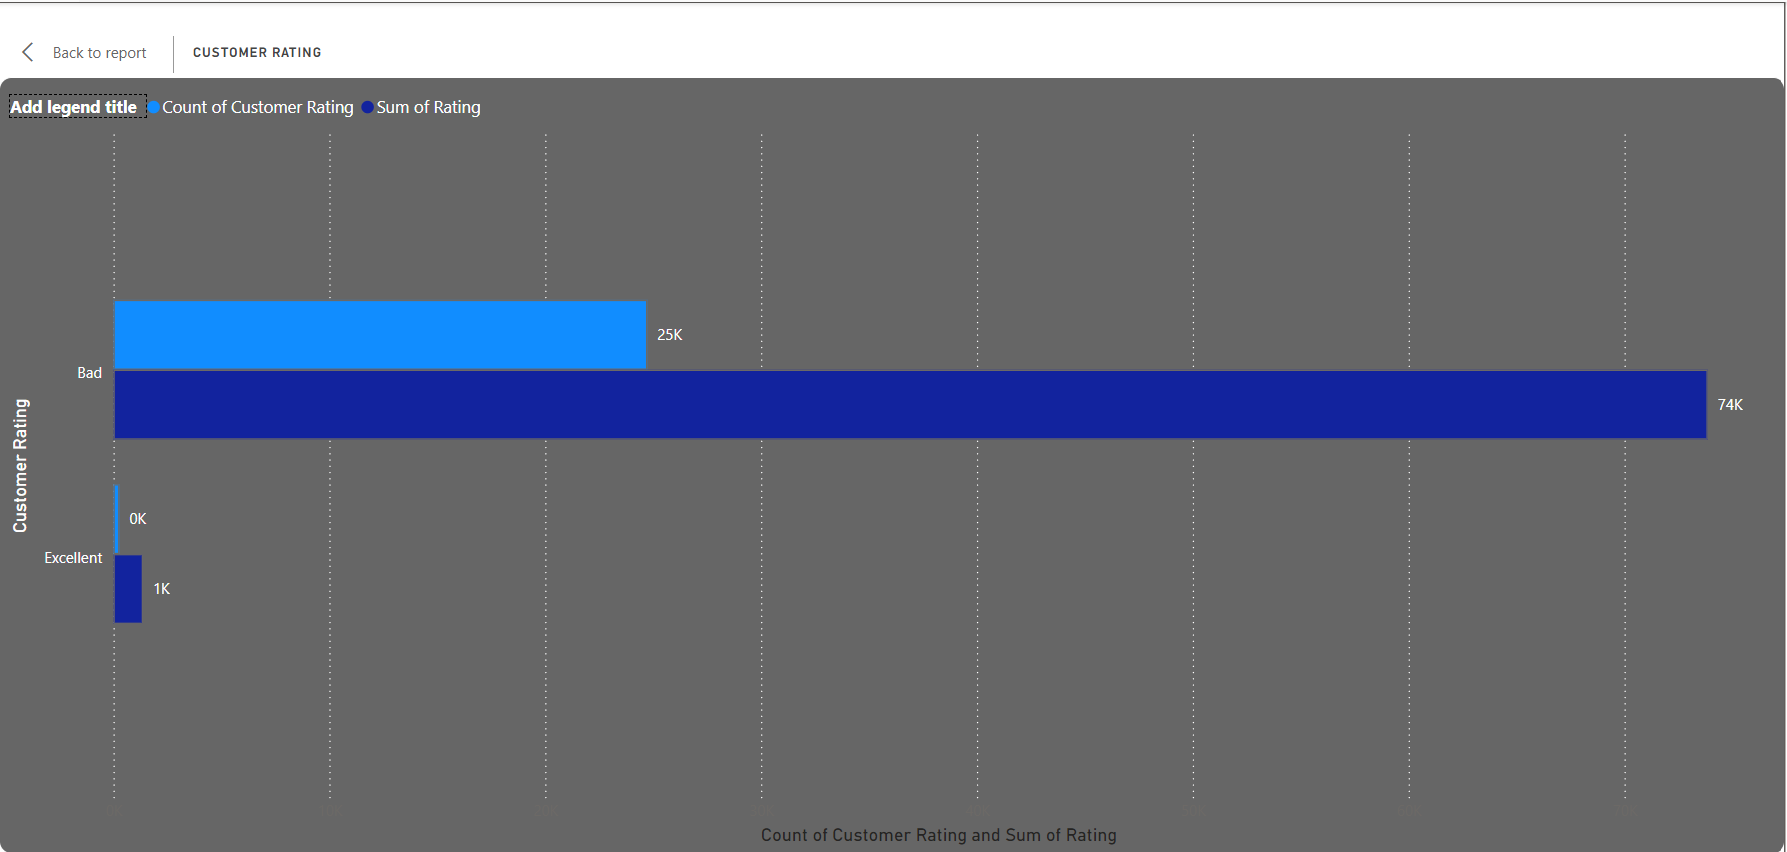 Back to report
CUSTOMER RATING
Add legend title Count of Customer Rating Sum of Rating
25K
Bad
74K
Customer Rating
0K
Excellent
1K
Count of Customer Rating and Sum of Rating